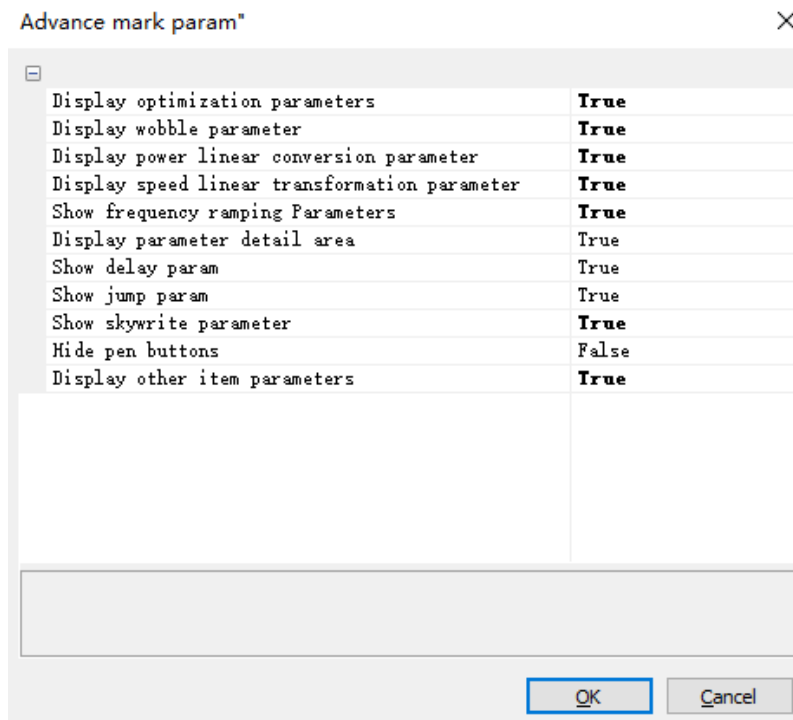 Advance mark param"
Display optimization parameters True
Display wobble parameter True
Display power linear conversion parameter True
Display speed linear transformation parameter True
Show frequency ramping Parameters True
Display parameter detail area True
Show delay param True
Show jump param True
Show skywrite parameter True
Hide pen buttons False
Display other item parameters True
OK Cancel